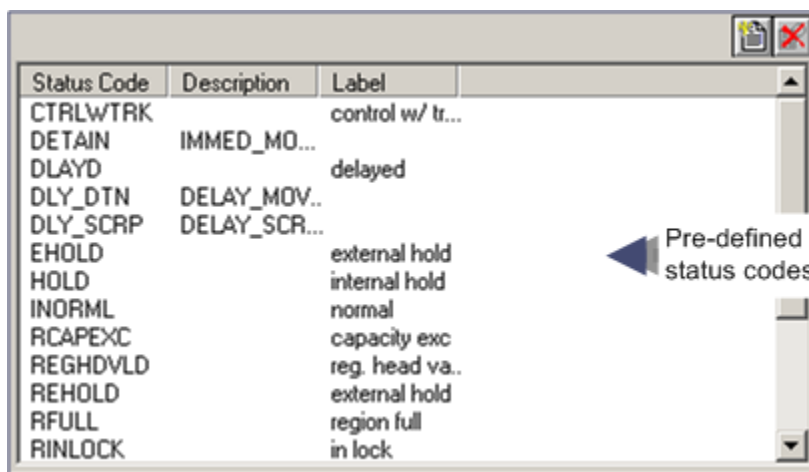 Status Code Description Label
CTRLWTRK control w/ tr...
DETAIN IMMED_MO...
DLAYD delayed
DLY_DTN DELAY_MOV..
DLY_SCRP DELAY_SCR...
EHOLD external hold
HOLD internal hold
INORML normal
RCAPEXC capacity exc
REGHDVLD reg. head va..
REHOLD external hold
RFULL region full
RINLOCK in lock
Pre-defined
status codes